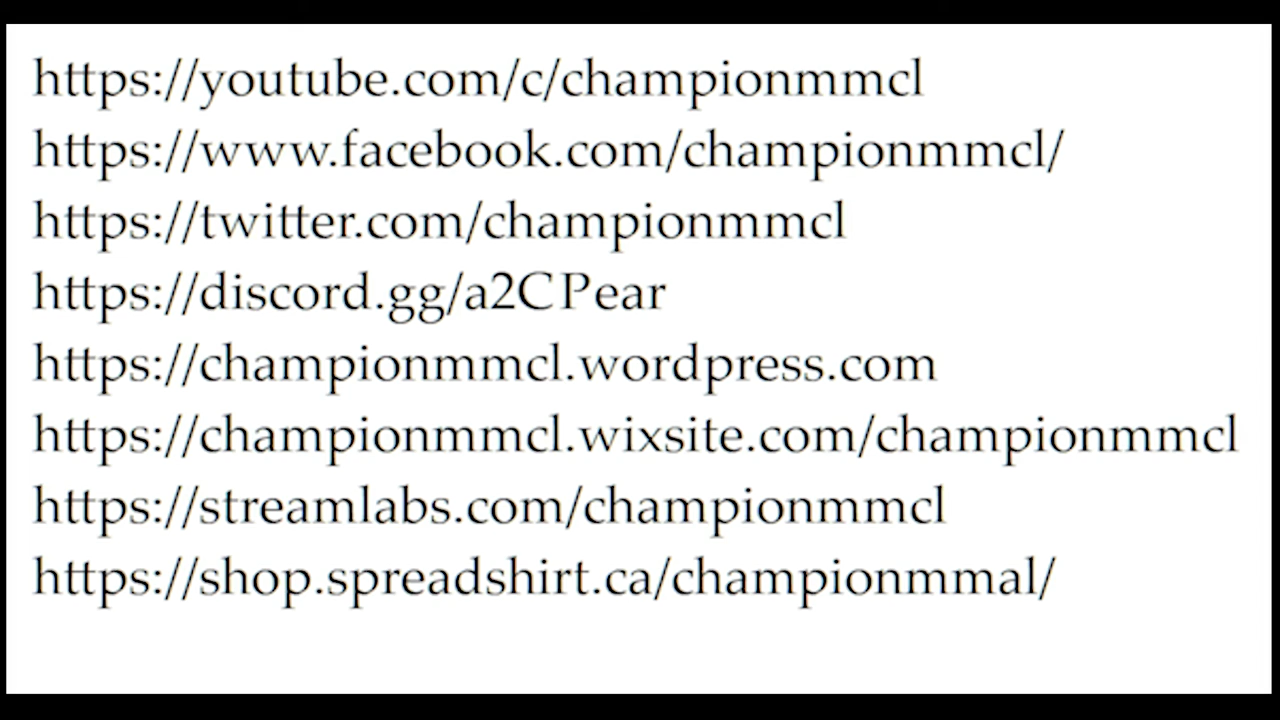 https://youtube.com/c/championmmcl
https://www.facebook.com/championmmcl/
https://twitter.com/championmmcl
https://discord.gg/a2CPear
https://championmmcl.wordpress.com
https://championmmcl.wixsite.com/championmmcl
https://streamlabs.com/championmmcl
https://shop.spreadshirt.ca/championmmal/